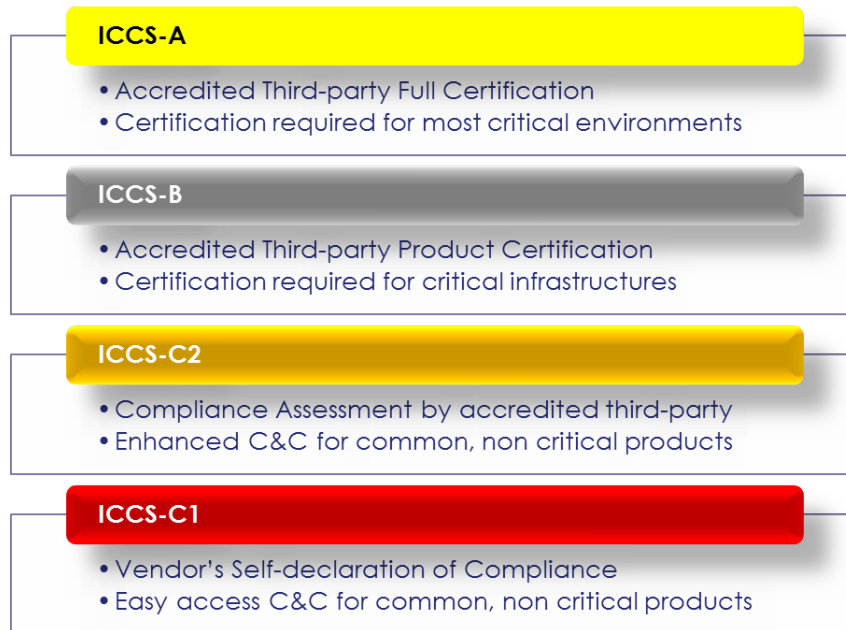 ICCS-A
• Accredited Third-party Full Certification
• Certification required for most critical environments
ICCS-B
• Accredited Third-party Product Certification
• Certification required for critical infrastructures
ICCS-C2
• Compliance Assessment by accredited third-party
• Enhanced C&C for common, non critical products
ICCS-C1
• Vendor’s Self-declaration of Compliance
• Easy access C&C for common, non critical products